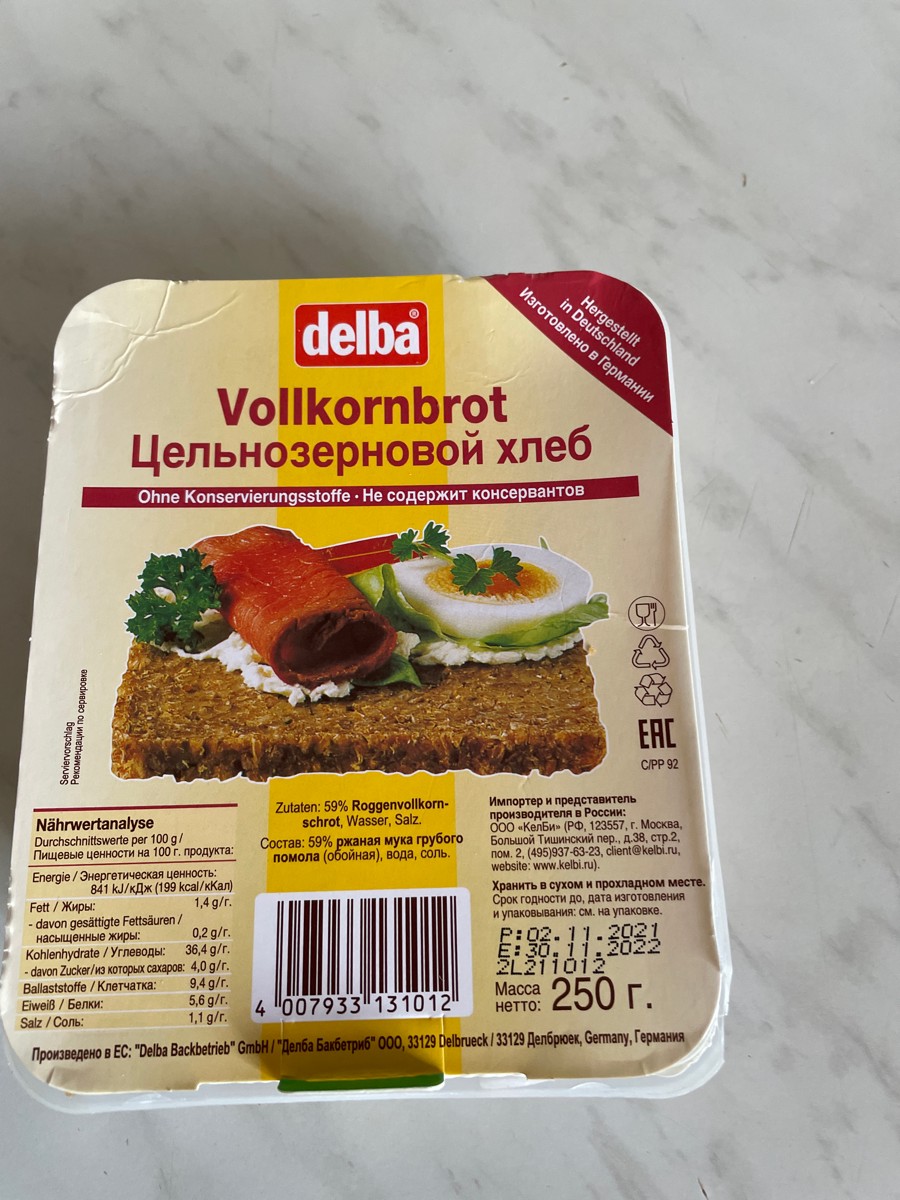 delba®
Hergestellt
in Deutschland
Изготовлено в Германии
Vollkornbrot
Цельнозерновой хлеб
Ohne Konservierungsstoffe · Не содержит консервантов
Serviervorschlag
Рекомендации по сервировке
EAC
C/PP 92
Nährwertanalyse
Durchschnittswerte per 100 g /
Пищевые ценности на 100 г. продукта:
Energie / Энергетическая ценность:
841 kJ/кДж (199 kcal/кКал)
Fett / Жиры: 1,4 g/г.
- davon gesättigte Fettsäuren /
насыщенные жиры: 0,2 g/г.
Kohlenhydrate / Углеводы: 36,4 g/г.
- davon Zucker/из которых сахаров: 4,0 g/г.
Ballaststoffe / Клетчатка: 9,4 g/г.
Eiweiß / Белки: 5,6 g/г.
Salz / Соль: 1,1 g/г.
Zutaten: 59% Roggenvollkorn-
schrot, Wasser, Salz.
Состав: 59% ржаная мука грубого
помола (обойная), вода, соль.
4 007933 131012
Импортер и представитель
производителя в России:
ООО «КелБи» (РФ, 123557, г. Москва,
Большой Тишинский пер., д.38, стр.2,
пом. 2, (495)937-63-23, client@kelbi.ru,
website: www.kelbi.ru).
Хранить в сухом и прохладном месте.
Срок годности до, дата изготовления
и упаковывания: см. на упаковке.
P:02.11.2021
E:30.11.2022
2L211012
Масса
нетто: 250 г.
Произведено в ЕС: "Delba Backbetrieb" GmbH / "Делба Бакбетриб" ООО, 33129 Delbrueck / 33129 Делбрюек, Germany, Германия